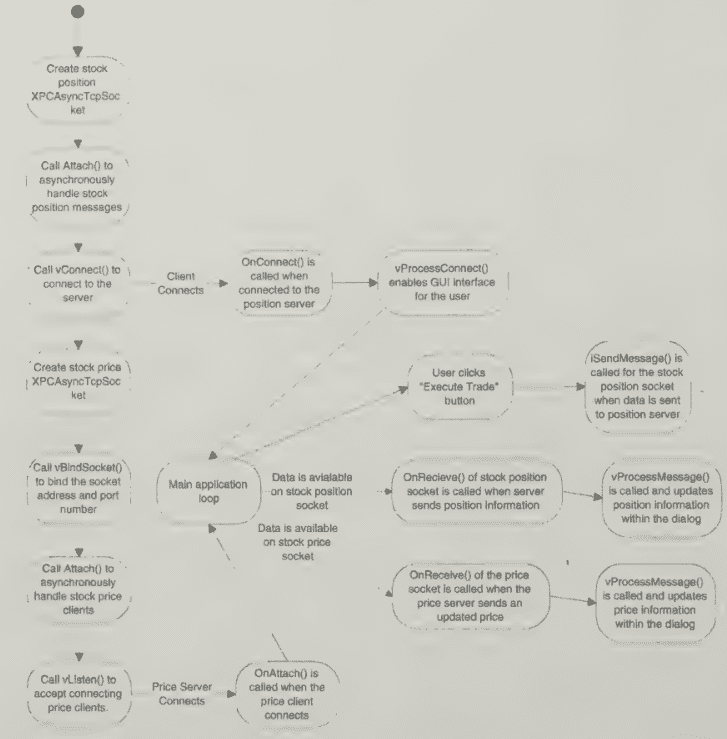 Create stock
position
XPCAsyncTcpSoc
ket
Call Attach() to
asynchronously
handle stock
position messages
Call vConnect() to
connect to the
server
Client
Connects
OnConnect() is
called when
connected to the
position server
vProcessConnect()
enables GUI interface
for the user
Create stock price
XPCAsyncTcpSoc
ket
User clicks
"Execute Trade"
button
iSendMessage() is
called for the stock
position socket
when data is sent
to position server
Call vBindSocket()
to bind the socket
address and port
number
Main application
loop
Data is avialable
on stock position
socket
OnRecieve() of stock position
socket is called when server
sends position information
vProcessMessage()
is called and updates
position information
within the dialog
Data is available
on stock price
socket
Call Attach() to
asynchronously
handle stock price
clients
OnReceive() of the price
socket is called when the
price server sends an
updated price
vProcessMessage()
is called and updates
price information
within the dialog
Call vListen() to
accept connecting
price clients.
Price Server
Connects
OnAttach() is
called when the
price client
connects